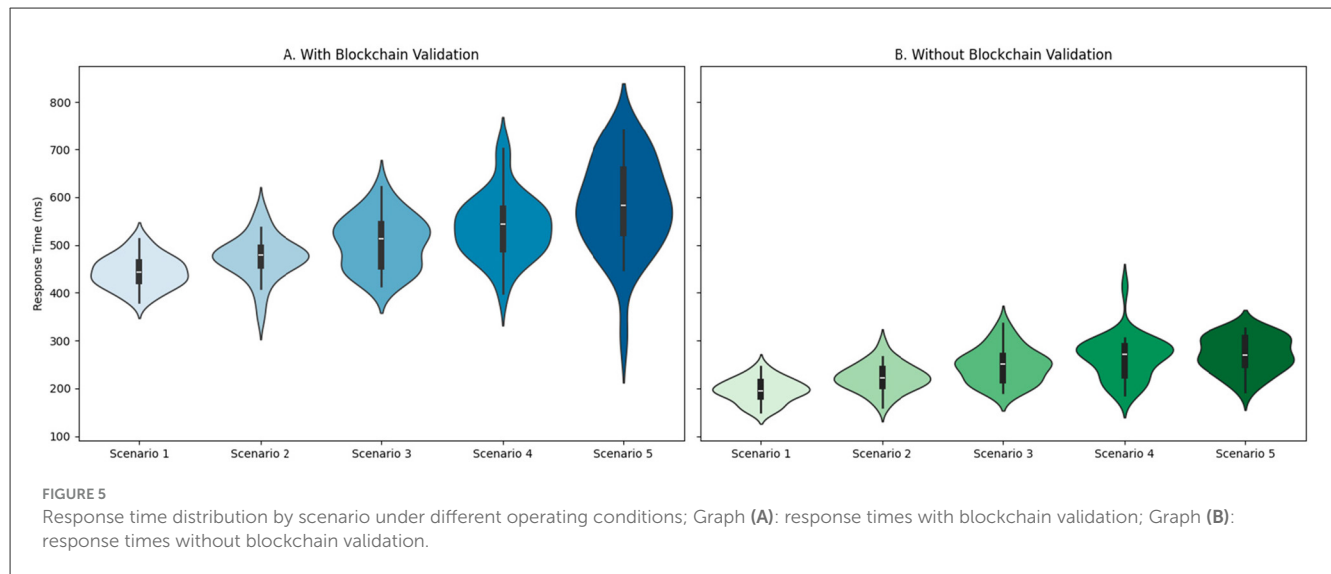 A. With Blockchain Validation
B. Without Blockchain Validation
Response Time (ms)
800
700
600
500
400
300
200
100
Scenario 1 Scenario 2 Scenario 3 Scenario 4 Scenario 5
Scenario 1 Scenario 2 Scenario 3 Scenario 4 Scenario 5
FIGURE 5
Response time distribution by scenario under different operating conditions; Graph (A): response times with blockchain validation; Graph (B):
response times without blockchain validation.